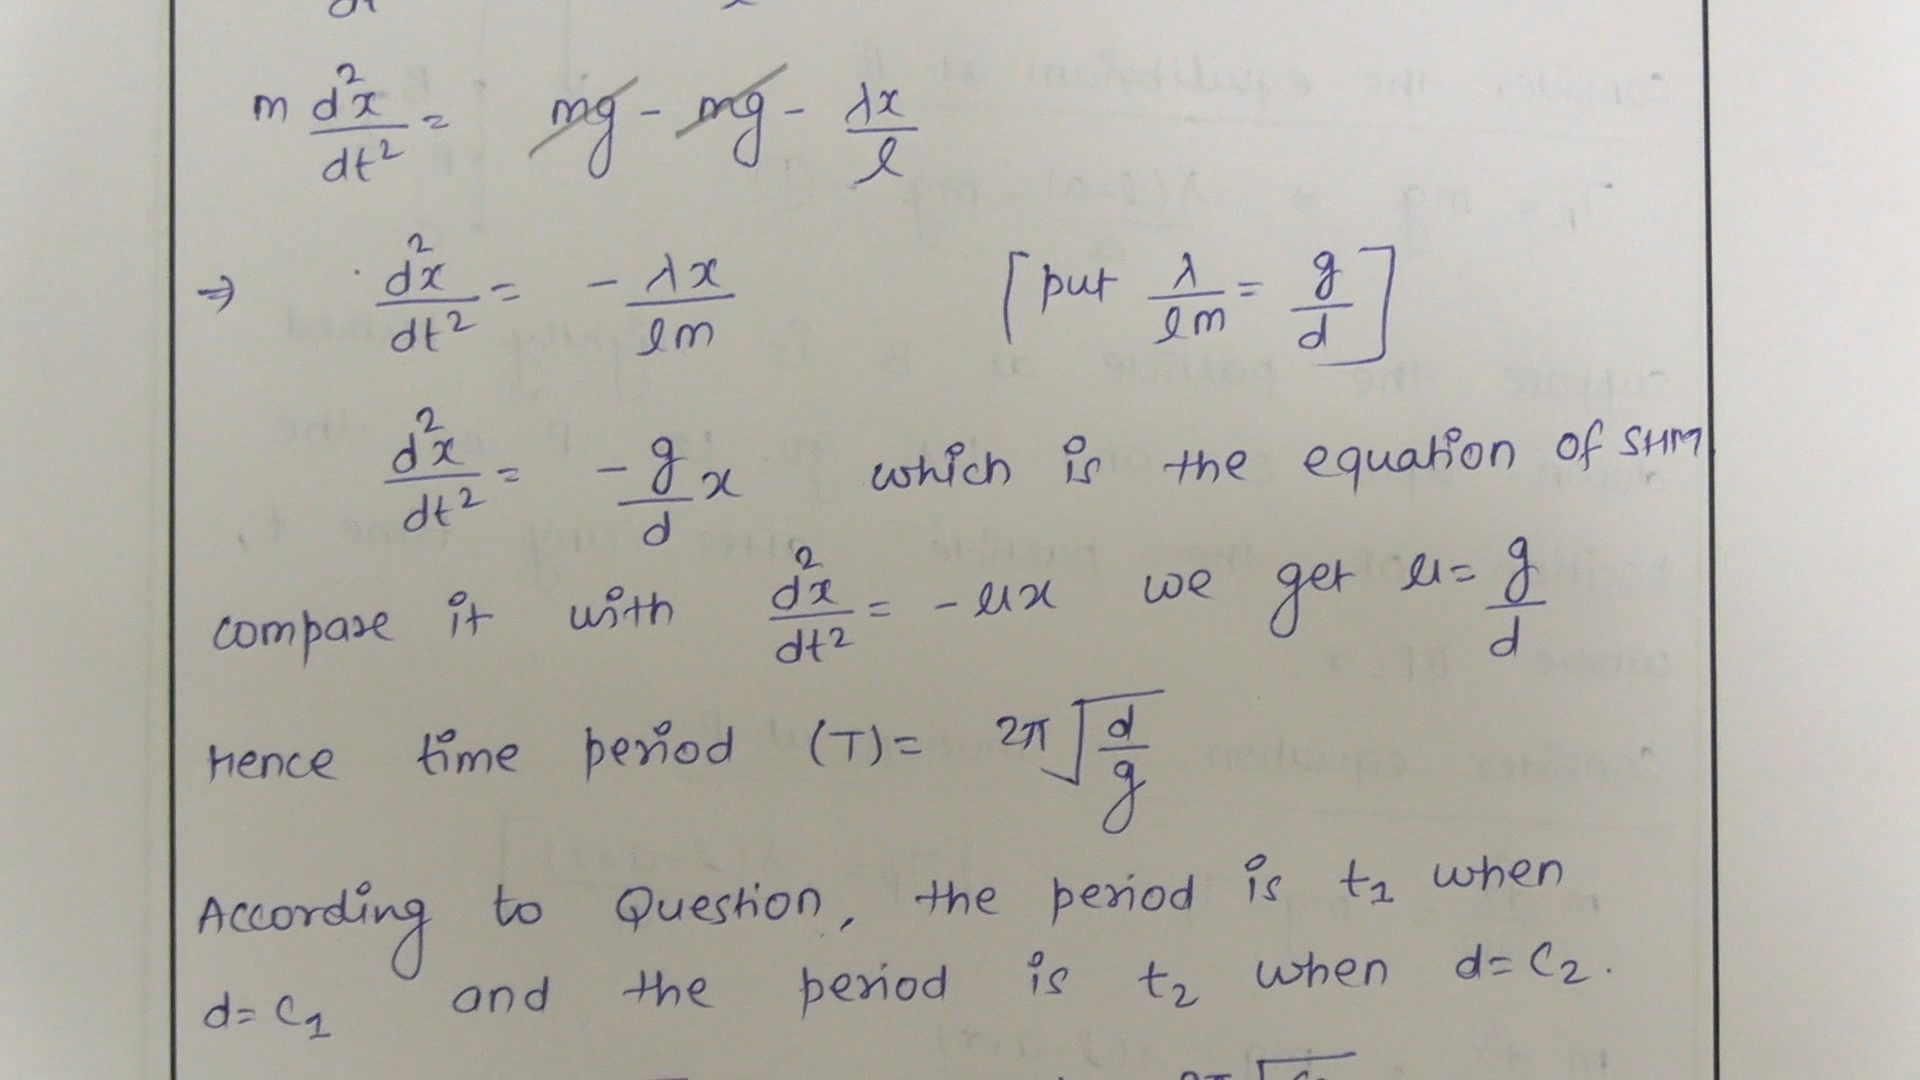 m d²x/dt² = mg - mg - λx/l
⇒ d²x/dt² = - λx/lm [put λ/lm = g/d]
d²x/dt² = - g/d x which is the equation of SHM
compare it with d²x/dt² = - μx we get μ = g/d
Hence time period (T) = 2π√(d/g)
According to Question, the period is t₁ when
d = c₁ and the period is t₂ when d = c₂.